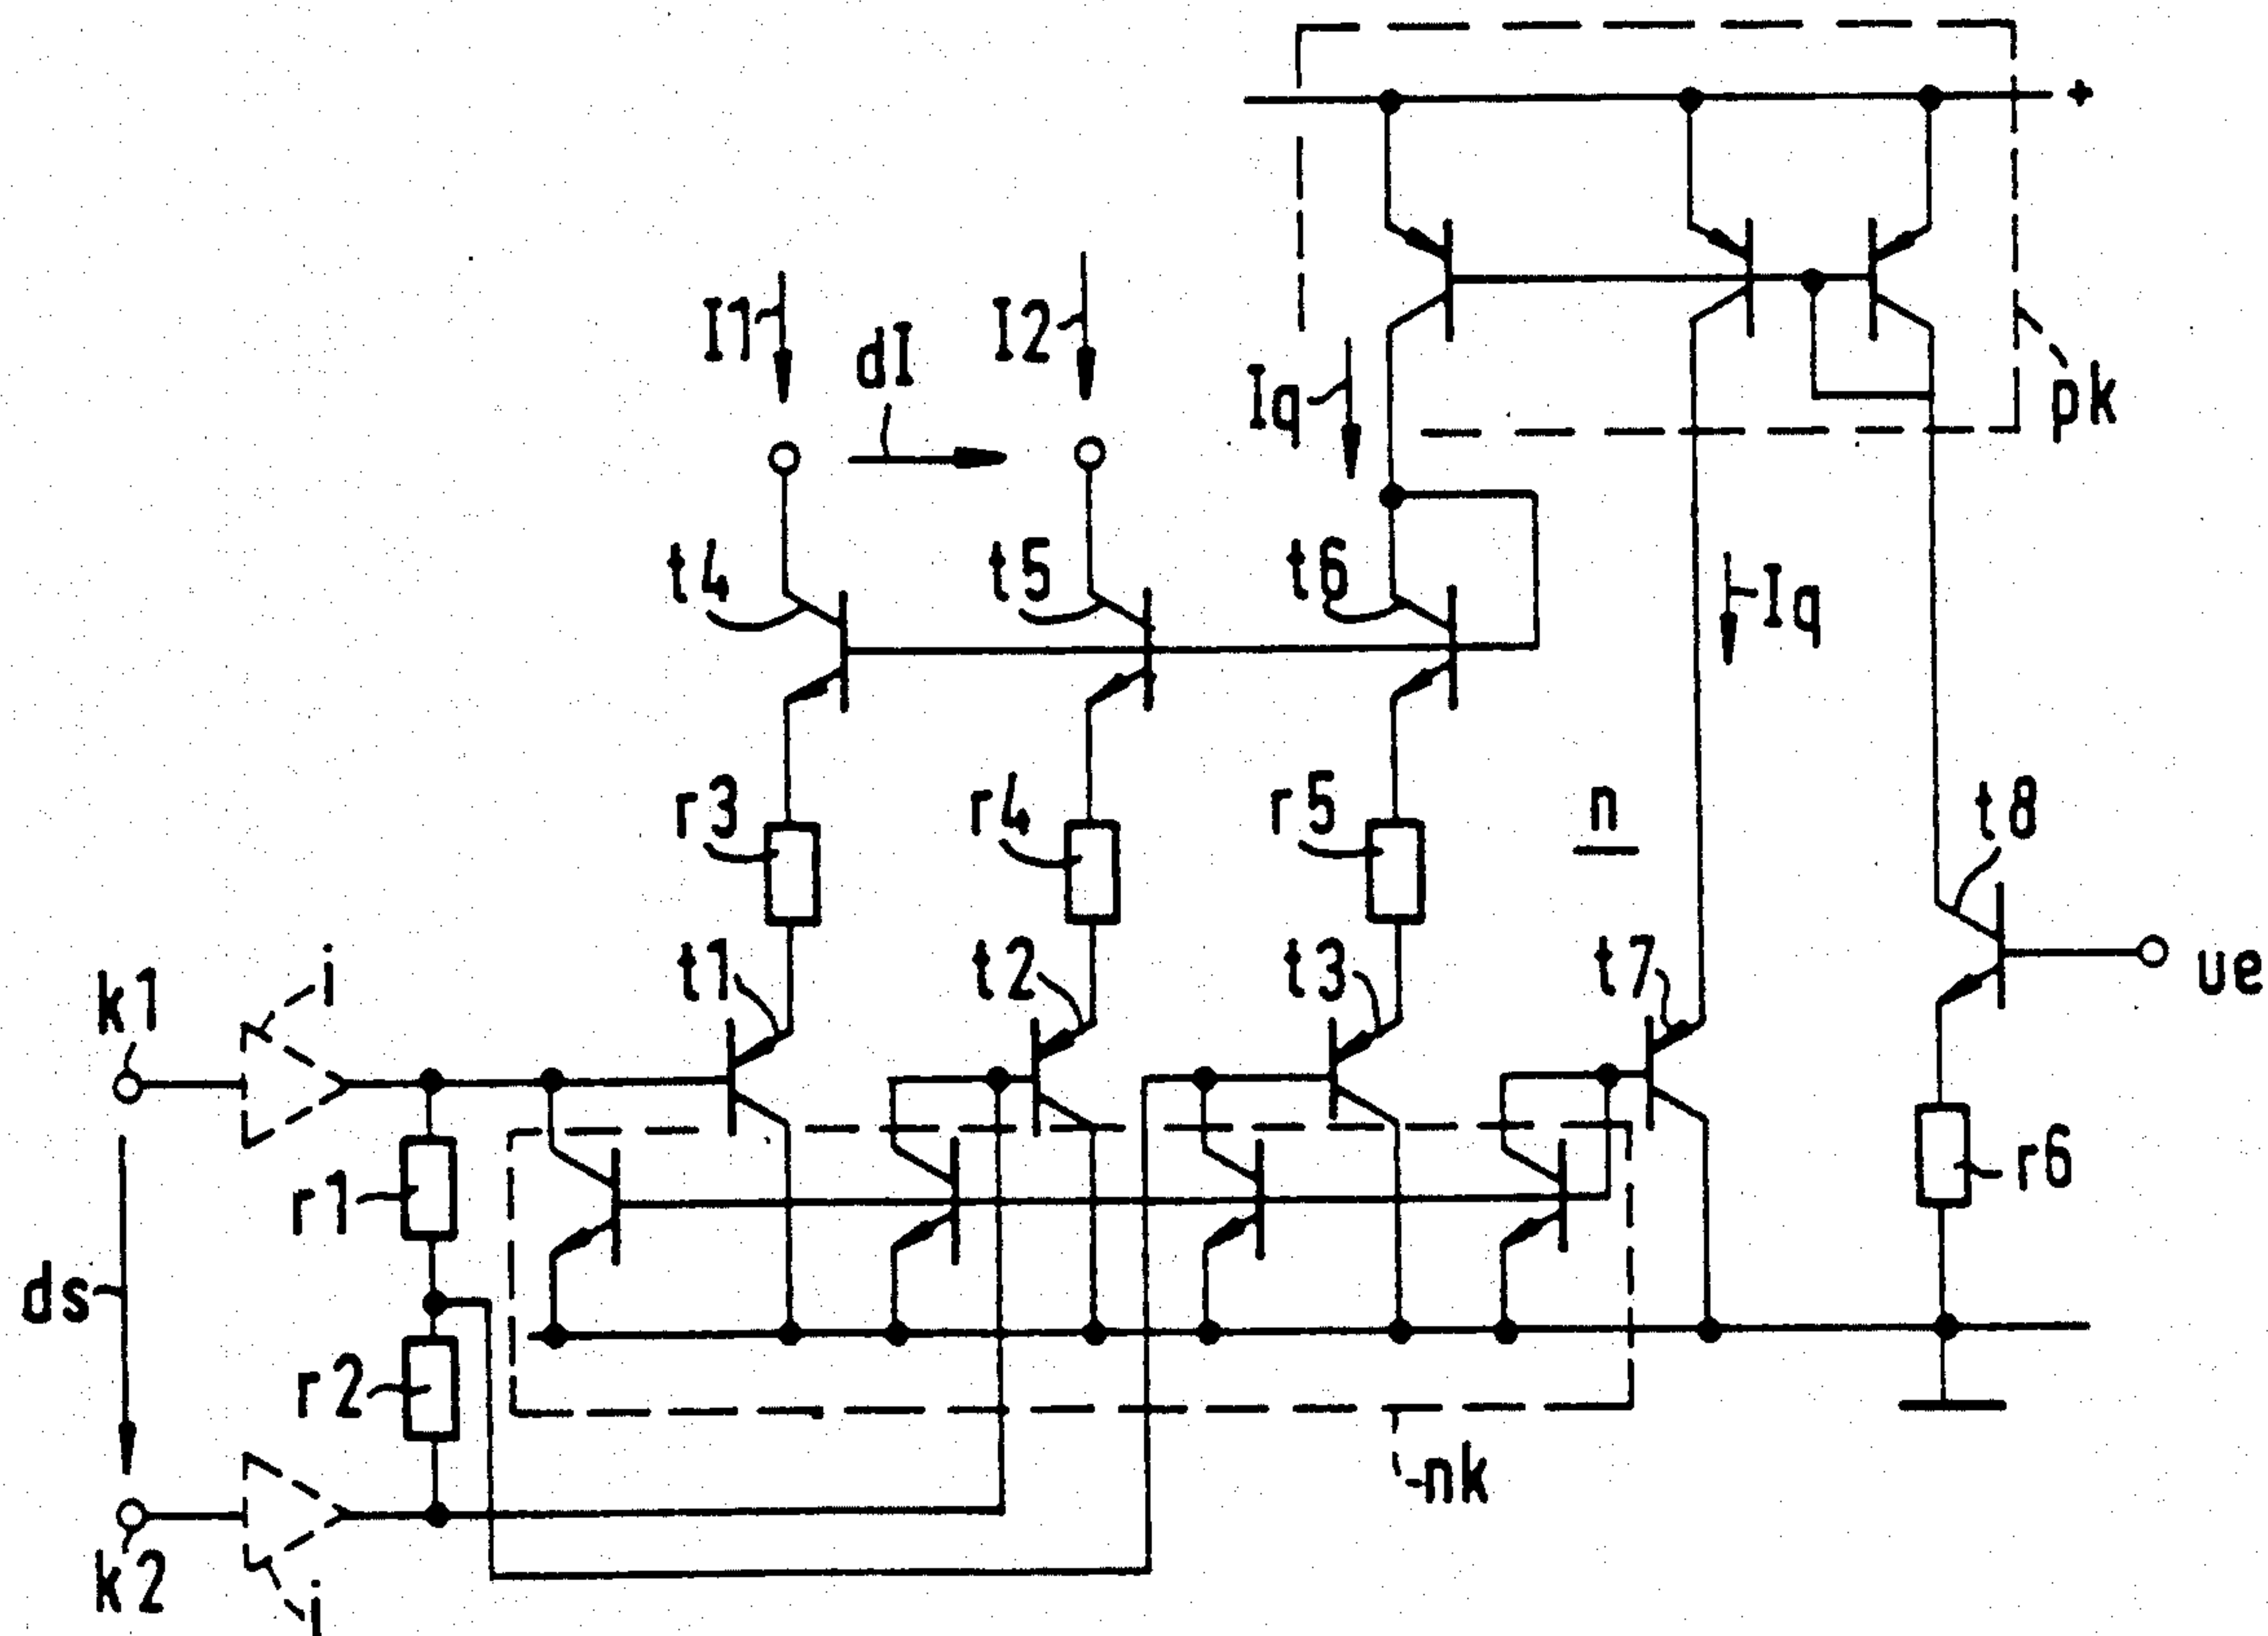 +
I1
I2
dI
Iq
pk
t4
t5
t6
Iq
r3
r4
r5
n
t8
k1
i
t1
t2
t3
t7
ue
r1
r6
ds
r2
nk
k2
i